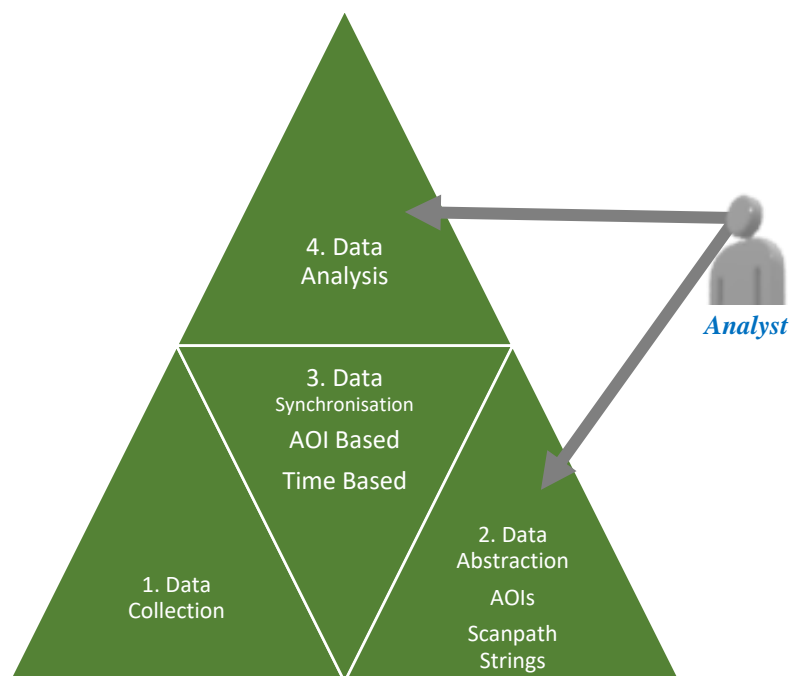 4. Data
Analysis
Analyst
3. Data
Synchronisation
AOI Based
Time Based
1. Data
Collection
2. Data
Abstraction
AOIs
Scanpath
Strings